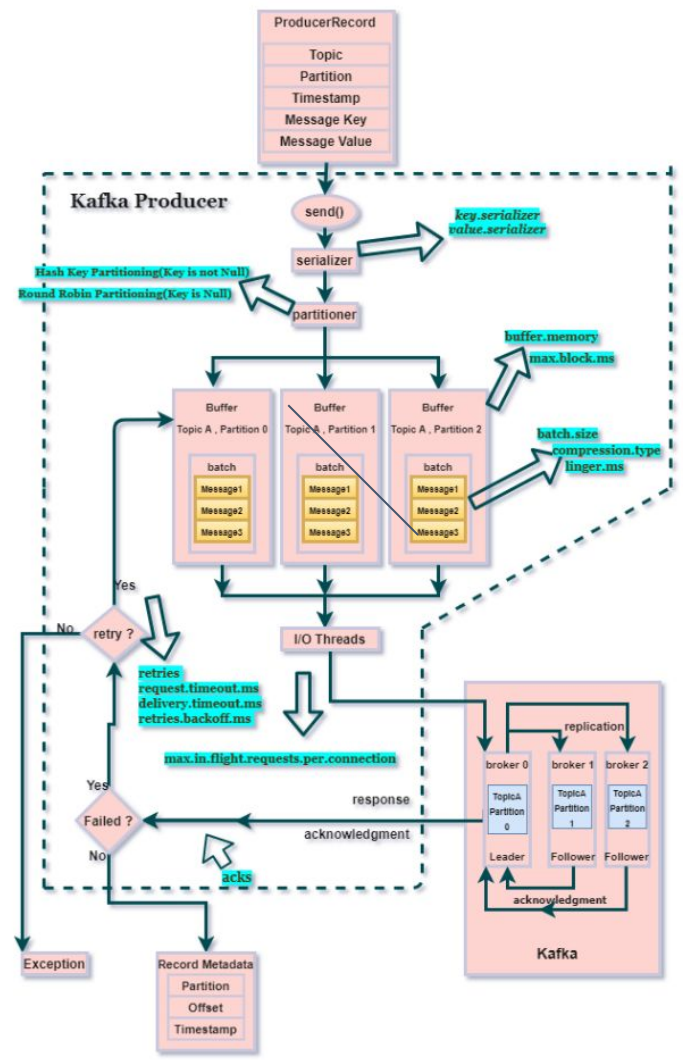 ProducerRecord
Topic
Partition
Timestamp
Message Key
Message Value
Kafka Producer
send()
key.serializer
value.serializer
serializer
Hash Key Partitioning(Key is not Null)
Round Robin Partitioning(Key is Null)
partitioner
buffer.memory
max.block.ms
Buffer
Topic A , Partition 0
batch
Message1
Message2
Message3
Buffer
Topic A , Partition 1
batch
Message1
Message2
Message3
Buffer
Topic A , Partition 2
batch
Message1
Message2
Message3
batch.size
compression.type
linger.ms
Yes
No
retry ?
I/O Threads
retries
request.timeout.ms
delivery.timeout.ms
retries.backoff.ms
max.in.flight.requests.per.connection
replication
broker 0
broker 1
broker 2
TopicA
Partition
0
TopicA
Partition
1
TopicA
Partition
2
Leader
Follower
Follower
acknowledgment
Kafka
Yes
response
Failed ?
acknowledgment
No
acks
Exception
Record Metadata
Partition
Offset
Timestamp